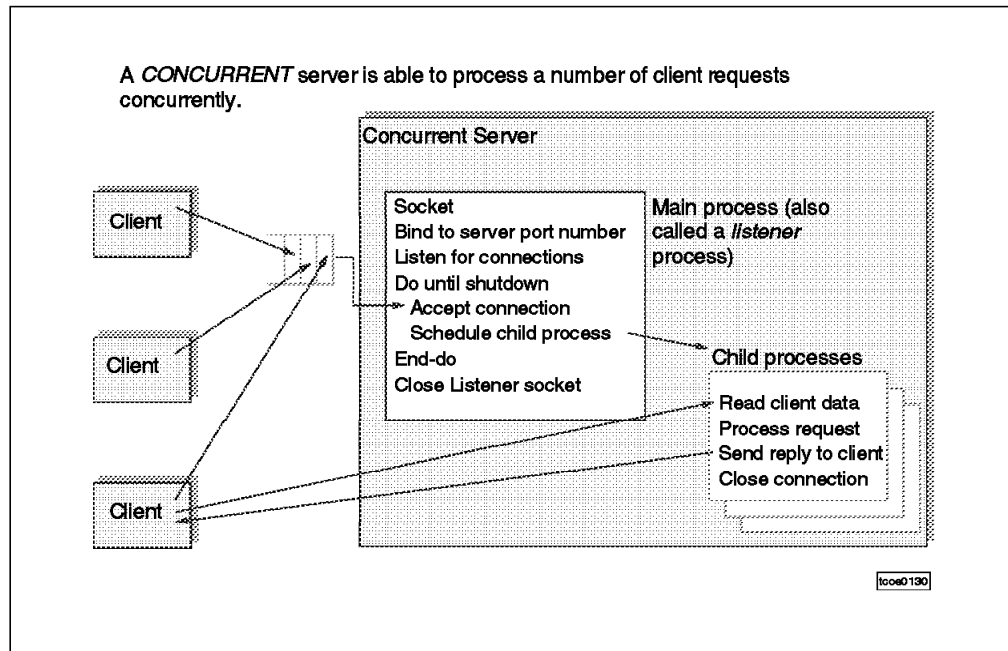 A CONCURRENT server is able to process a number of client requests
concurrently.
Concurrent Server
Client
Client
Client
Socket
Bind to server port number
Listen for connections
Do until shutdown
Accept connection
Schedule child process
End-do
Close Listener socket
Main process (also
called a listener
process)
Child processes
Read client data
Process request
Send reply to client
Close connection
tcoe0130